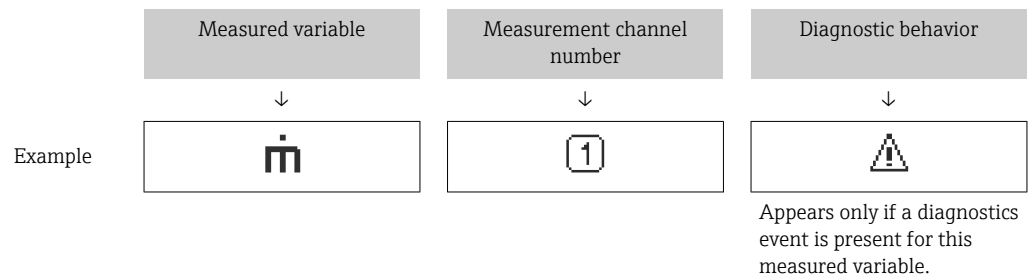 Measured variable
Measurement channel
number
Diagnostic behavior
↓ ↓ ↓
Example
ṁ
1
Appears only if a diagnostics
event is present for this
measured variable.